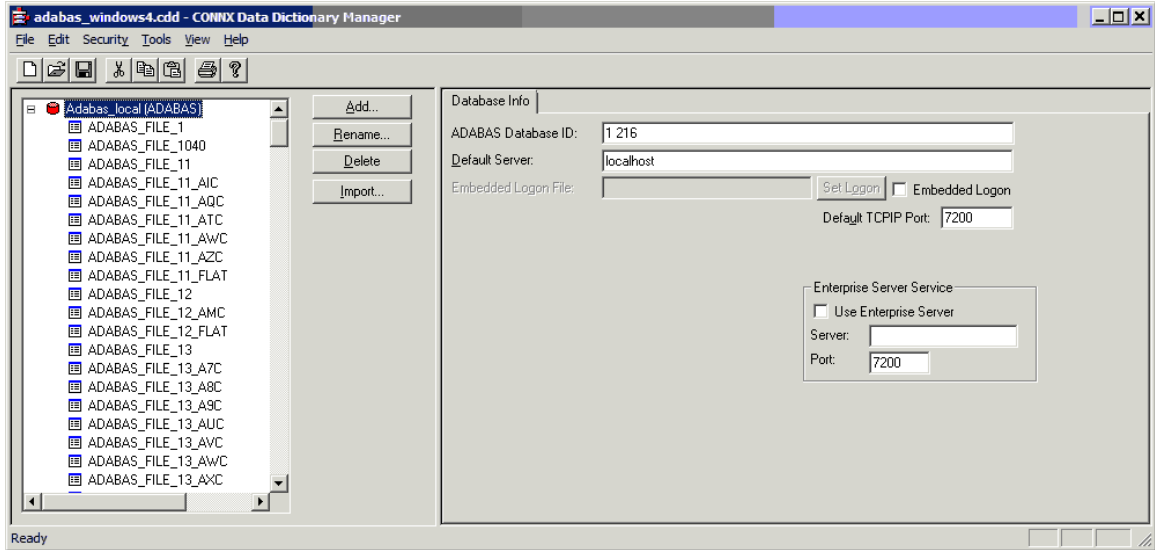 adabas_windows4.cdd - CONNX Data Dictionary Manager
File Edit Security Tools View Help
Adabas_local (ADABAS)
ADABAS_FILE_1
ADABAS_FILE_1040
ADABAS_FILE_11
ADABAS_FILE_11_AIC
ADABAS_FILE_11_AQC
ADABAS_FILE_11_ATC
ADABAS_FILE_11_AWC
ADABAS_FILE_11_AZC
ADABAS_FILE_11_FLAT
ADABAS_FILE_12
ADABAS_FILE_12_AMC
ADABAS_FILE_12_FLAT
ADABAS_FILE_13
ADABAS_FILE_13_A7C
ADABAS_FILE_13_A8C
ADABAS_FILE_13_A9C
ADABAS_FILE_13_AUC
ADABAS_FILE_13_AVC
ADABAS_FILE_13_AWC
ADABAS_FILE_13_AXC
Add...
Rename...
Delete
Import...
Database Info
ADABAS Database ID: 1 216
Default Server: localhost
Embedded Logon File: Set Logon Embedded Logon
Default TCPIP Port: 7200
Enterprise Server Service
Use Enterprise Server
Server:
Port: 7200
Ready